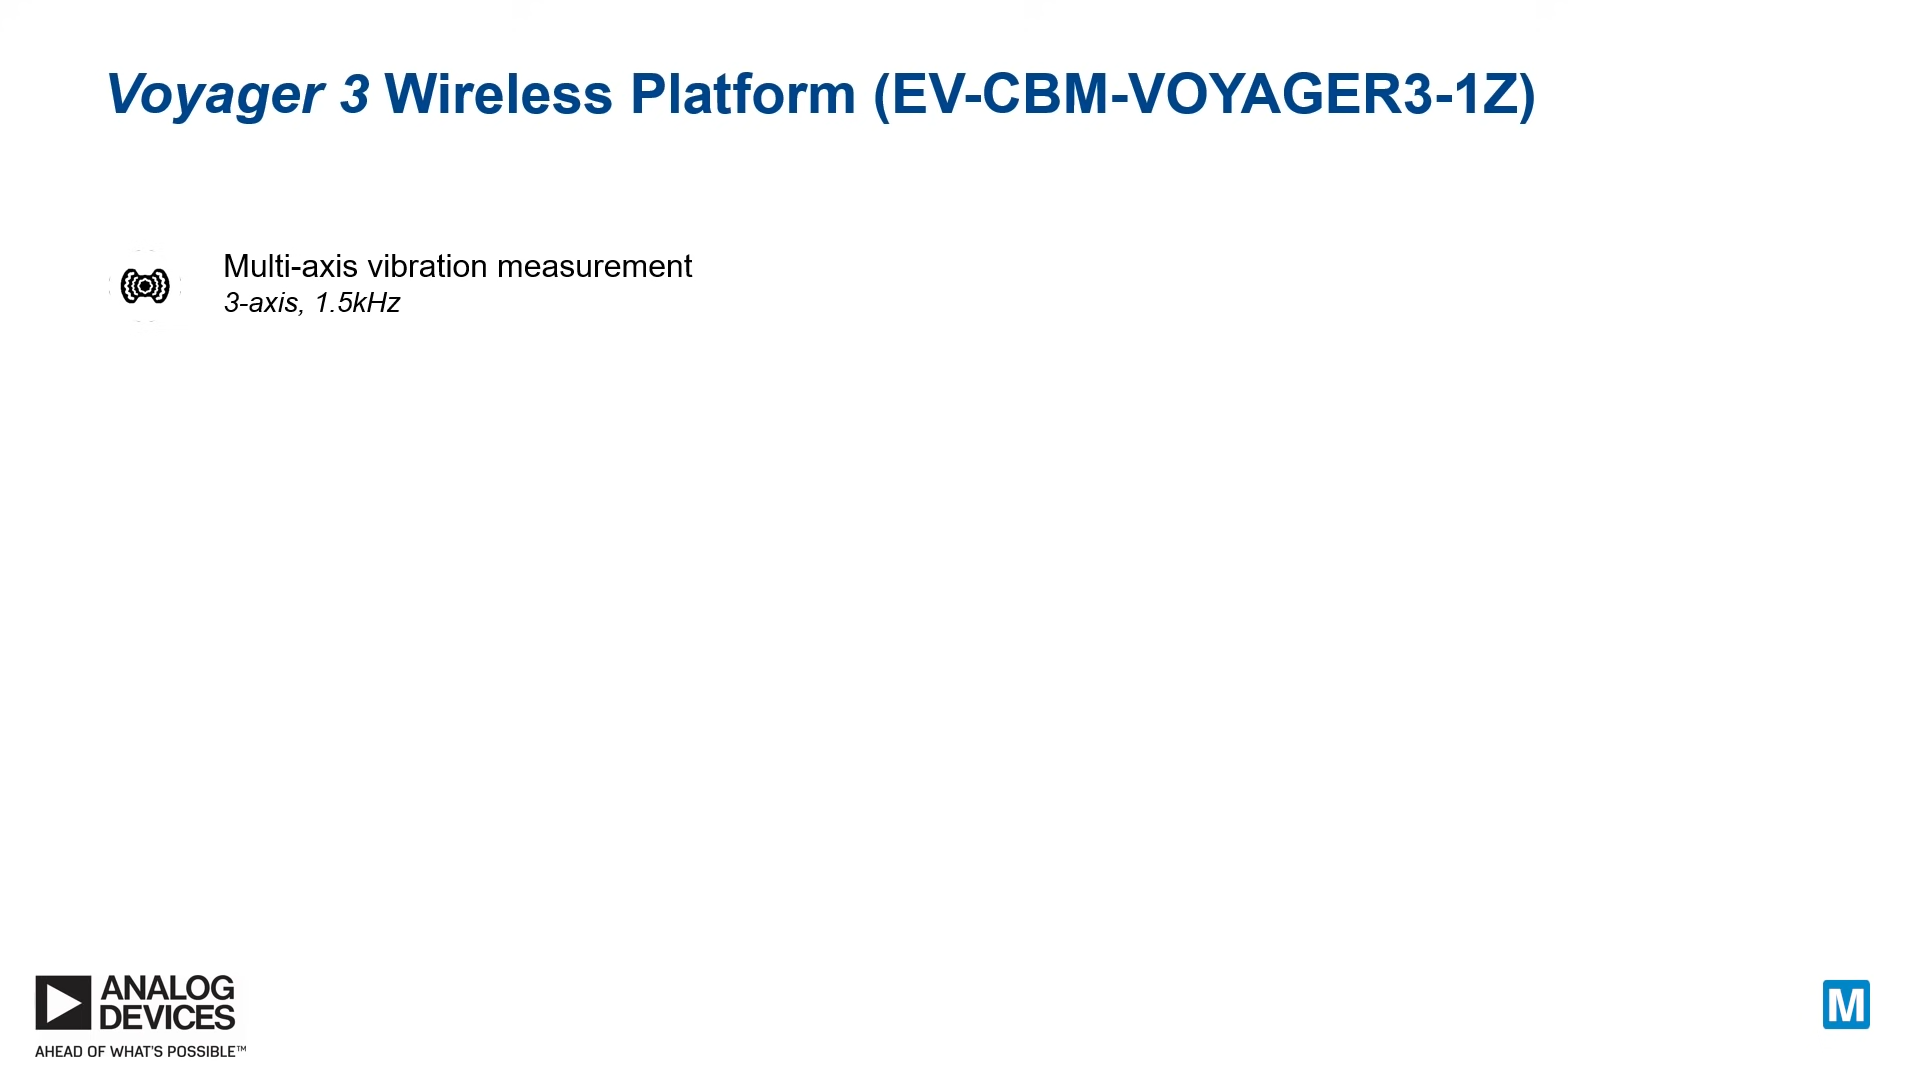 Voyager 3 Wireless Platform (EV-CBM-VOYAGER3-1Z)
Multi-axis vibration measurement
3-axis, 1.5kHz
ANALOG
DEVICES
AHEAD OF WHAT'S POSSIBLE™
M